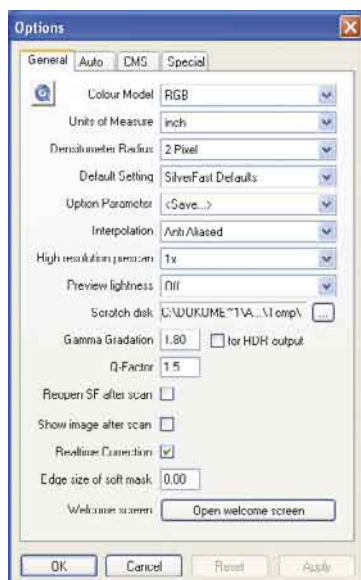 Options
General Auto CMS Special
Colour Model RGB
Units of Measure inch
Densitometer Radius 2 Pixel
Default Setting SilverFast Defaults
Option Parameter <Save...>
Interpolation Anti Aliased
High resolution prescan 1x
Preview lightness Off
Scratch disk C:\DOKUME~1\A...\Temp\ ...
Gamma Gradation 1.80 for HDR output
Q-Factor 1.5
Reopen SF after scan
Show image after scan
Realtime Correction
Edge size of soft mask 0.00
Welcome screen Open welcome screen
OK Cancel Reset Apply